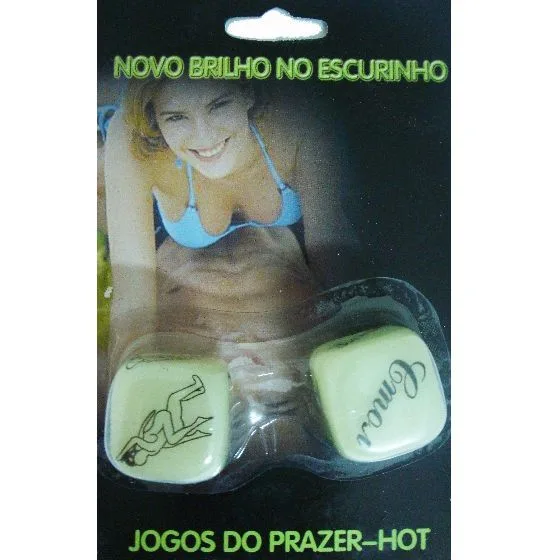 NOVO BRILHO NO ESCURINHO
Amor
JOGOS DO PRAZER-HOT